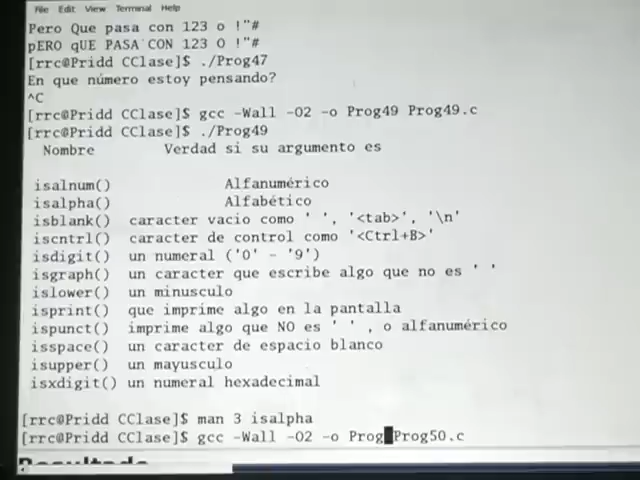 File Edit View Terminal Help
Pero Que pasa con 123 o !"#
pERO qUE PASA CON 123 O !"#
[rrc@Pridd CClase]$ ./Prog47
En que número estoy pensando?
^C
[rrc@Pridd CClase]$ gcc -Wall -O2 -o Prog49 Prog49.c
[rrc@Pridd CClase]$ ./Prog49
Nombre Verdad si su argumento es
isalnum() Alfanumérico
isalpha() Alfabético
isblank() caracter vacio como ' ', '<tab>', '\n'
iscntrl() caracter de control como '<Ctrl+B>'
isdigit() un numeral ('0' - '9')
isgraph() un caracter que escribe algo que no es ' '
islower() un minusculo
isprint() que imprime algo en la pantalla
ispunct() imprime algo que NO es ' ' , o alfanumérico
isspace() un caracter de espacio blanco
isupper() un mayusculo
isxdigit() un numeral hexadecimal
[rrc@Pridd CClase]$ man 3 isalpha
[rrc@Pridd CClase]$ gcc -Wall -O2 -o Prog Prog50.c